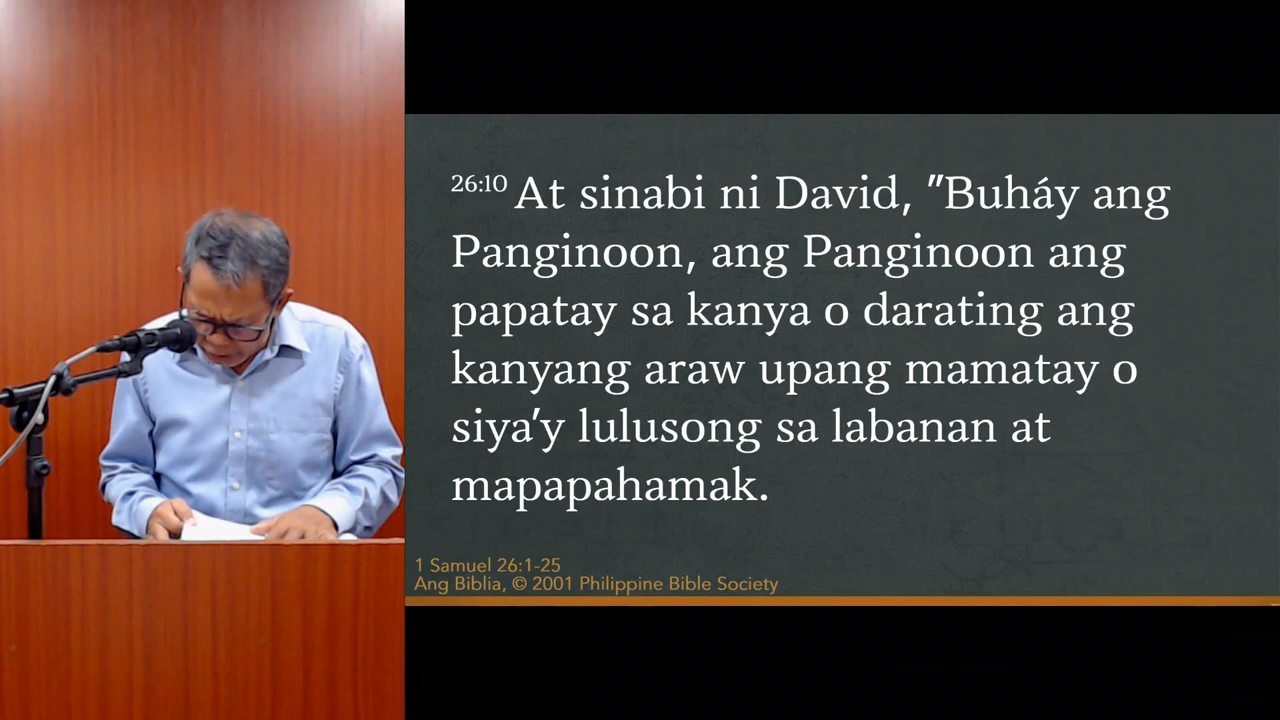 26:10 At sinabi ni David, "Buháy ang
Panginoon, ang Panginoon ang
papatay sa kanya o darating ang
kanyang araw upang mamatay o
siya'y lulusong sa labanan at
mapapahamak.
1 Samuel 26:1-25
Ang Biblia, © 2001 Philippine Bible Society